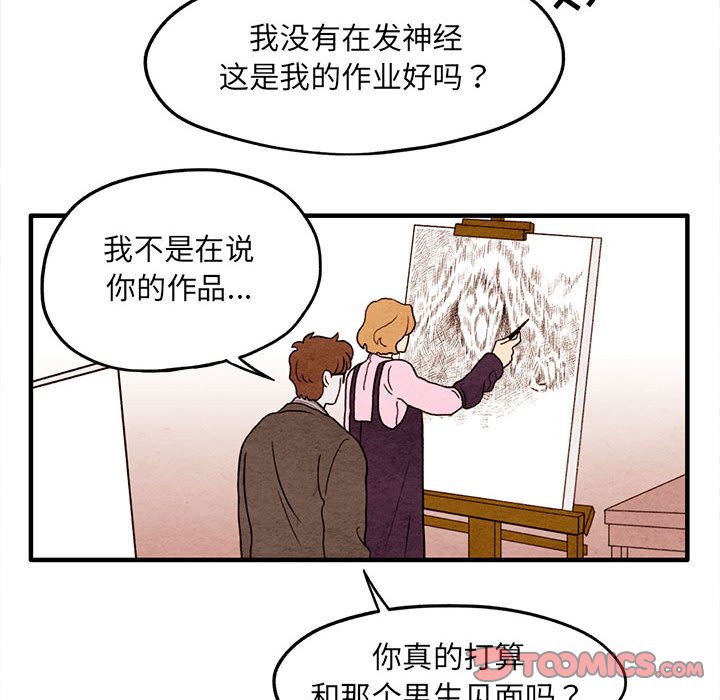 我没有在发神经
这是我的作业好吗？
我不是在说
你的作品...
你真的打算
和那个男生见面吗？
DTOOMICS.COM